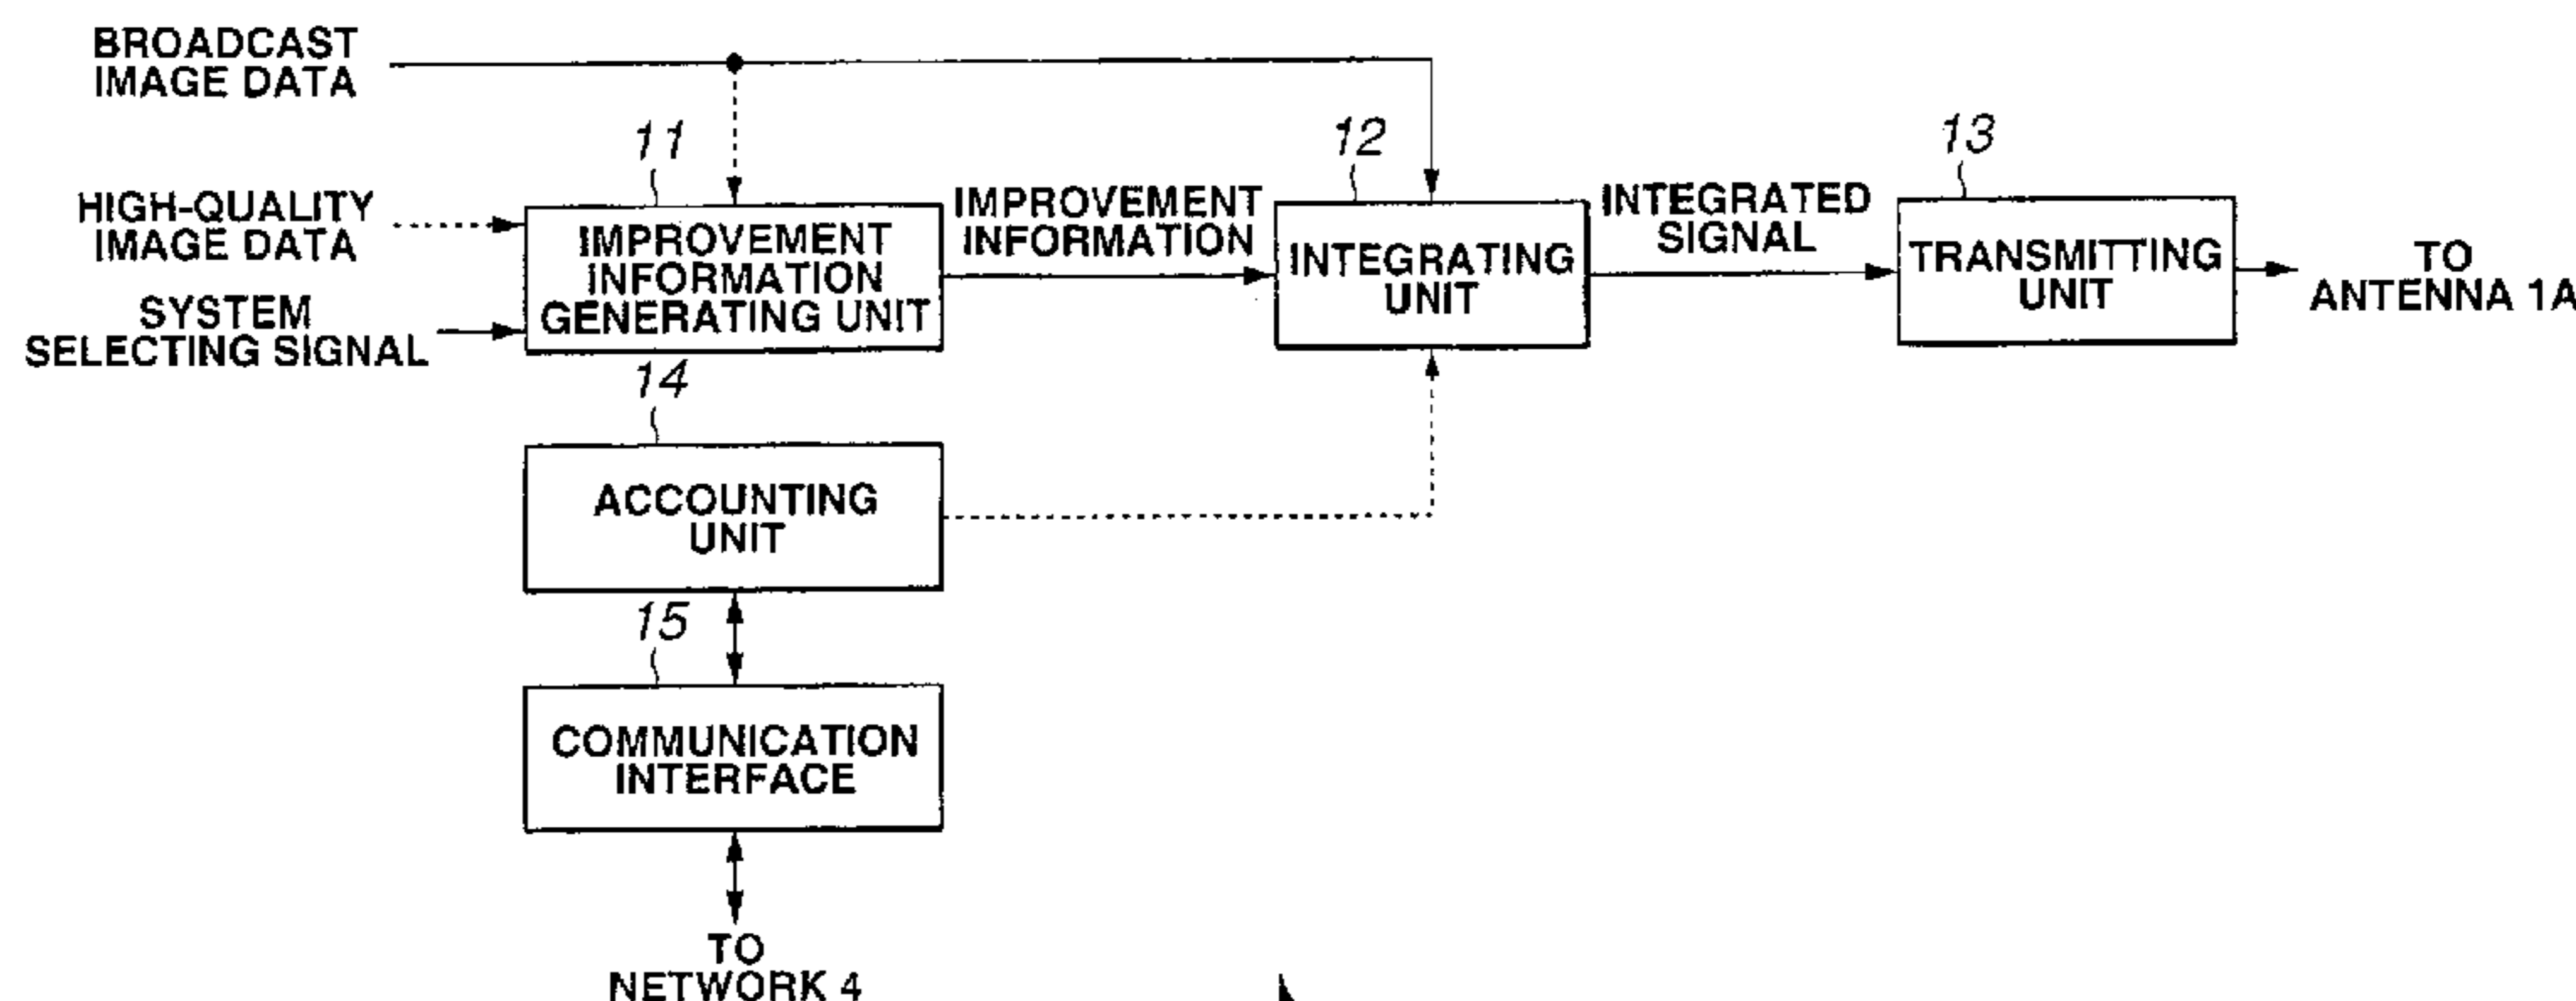 BROADCAST
IMAGE DATA
11
12
13
HIGH-QUALITY
IMAGE DATA
SYSTEM
SELECTING SIGNAL
IMPROVEMENT
INFORMATION
GENERATING UNIT
IMPROVEMENT
INFORMATION
INTEGRATING
UNIT
INTEGRATED
SIGNAL
TRANSMITTING
UNIT
TO
ANTENNA 1A
14
ACCOUNTING
UNIT
15
COMMUNICATION
INTERFACE
TO
NETWORK 4